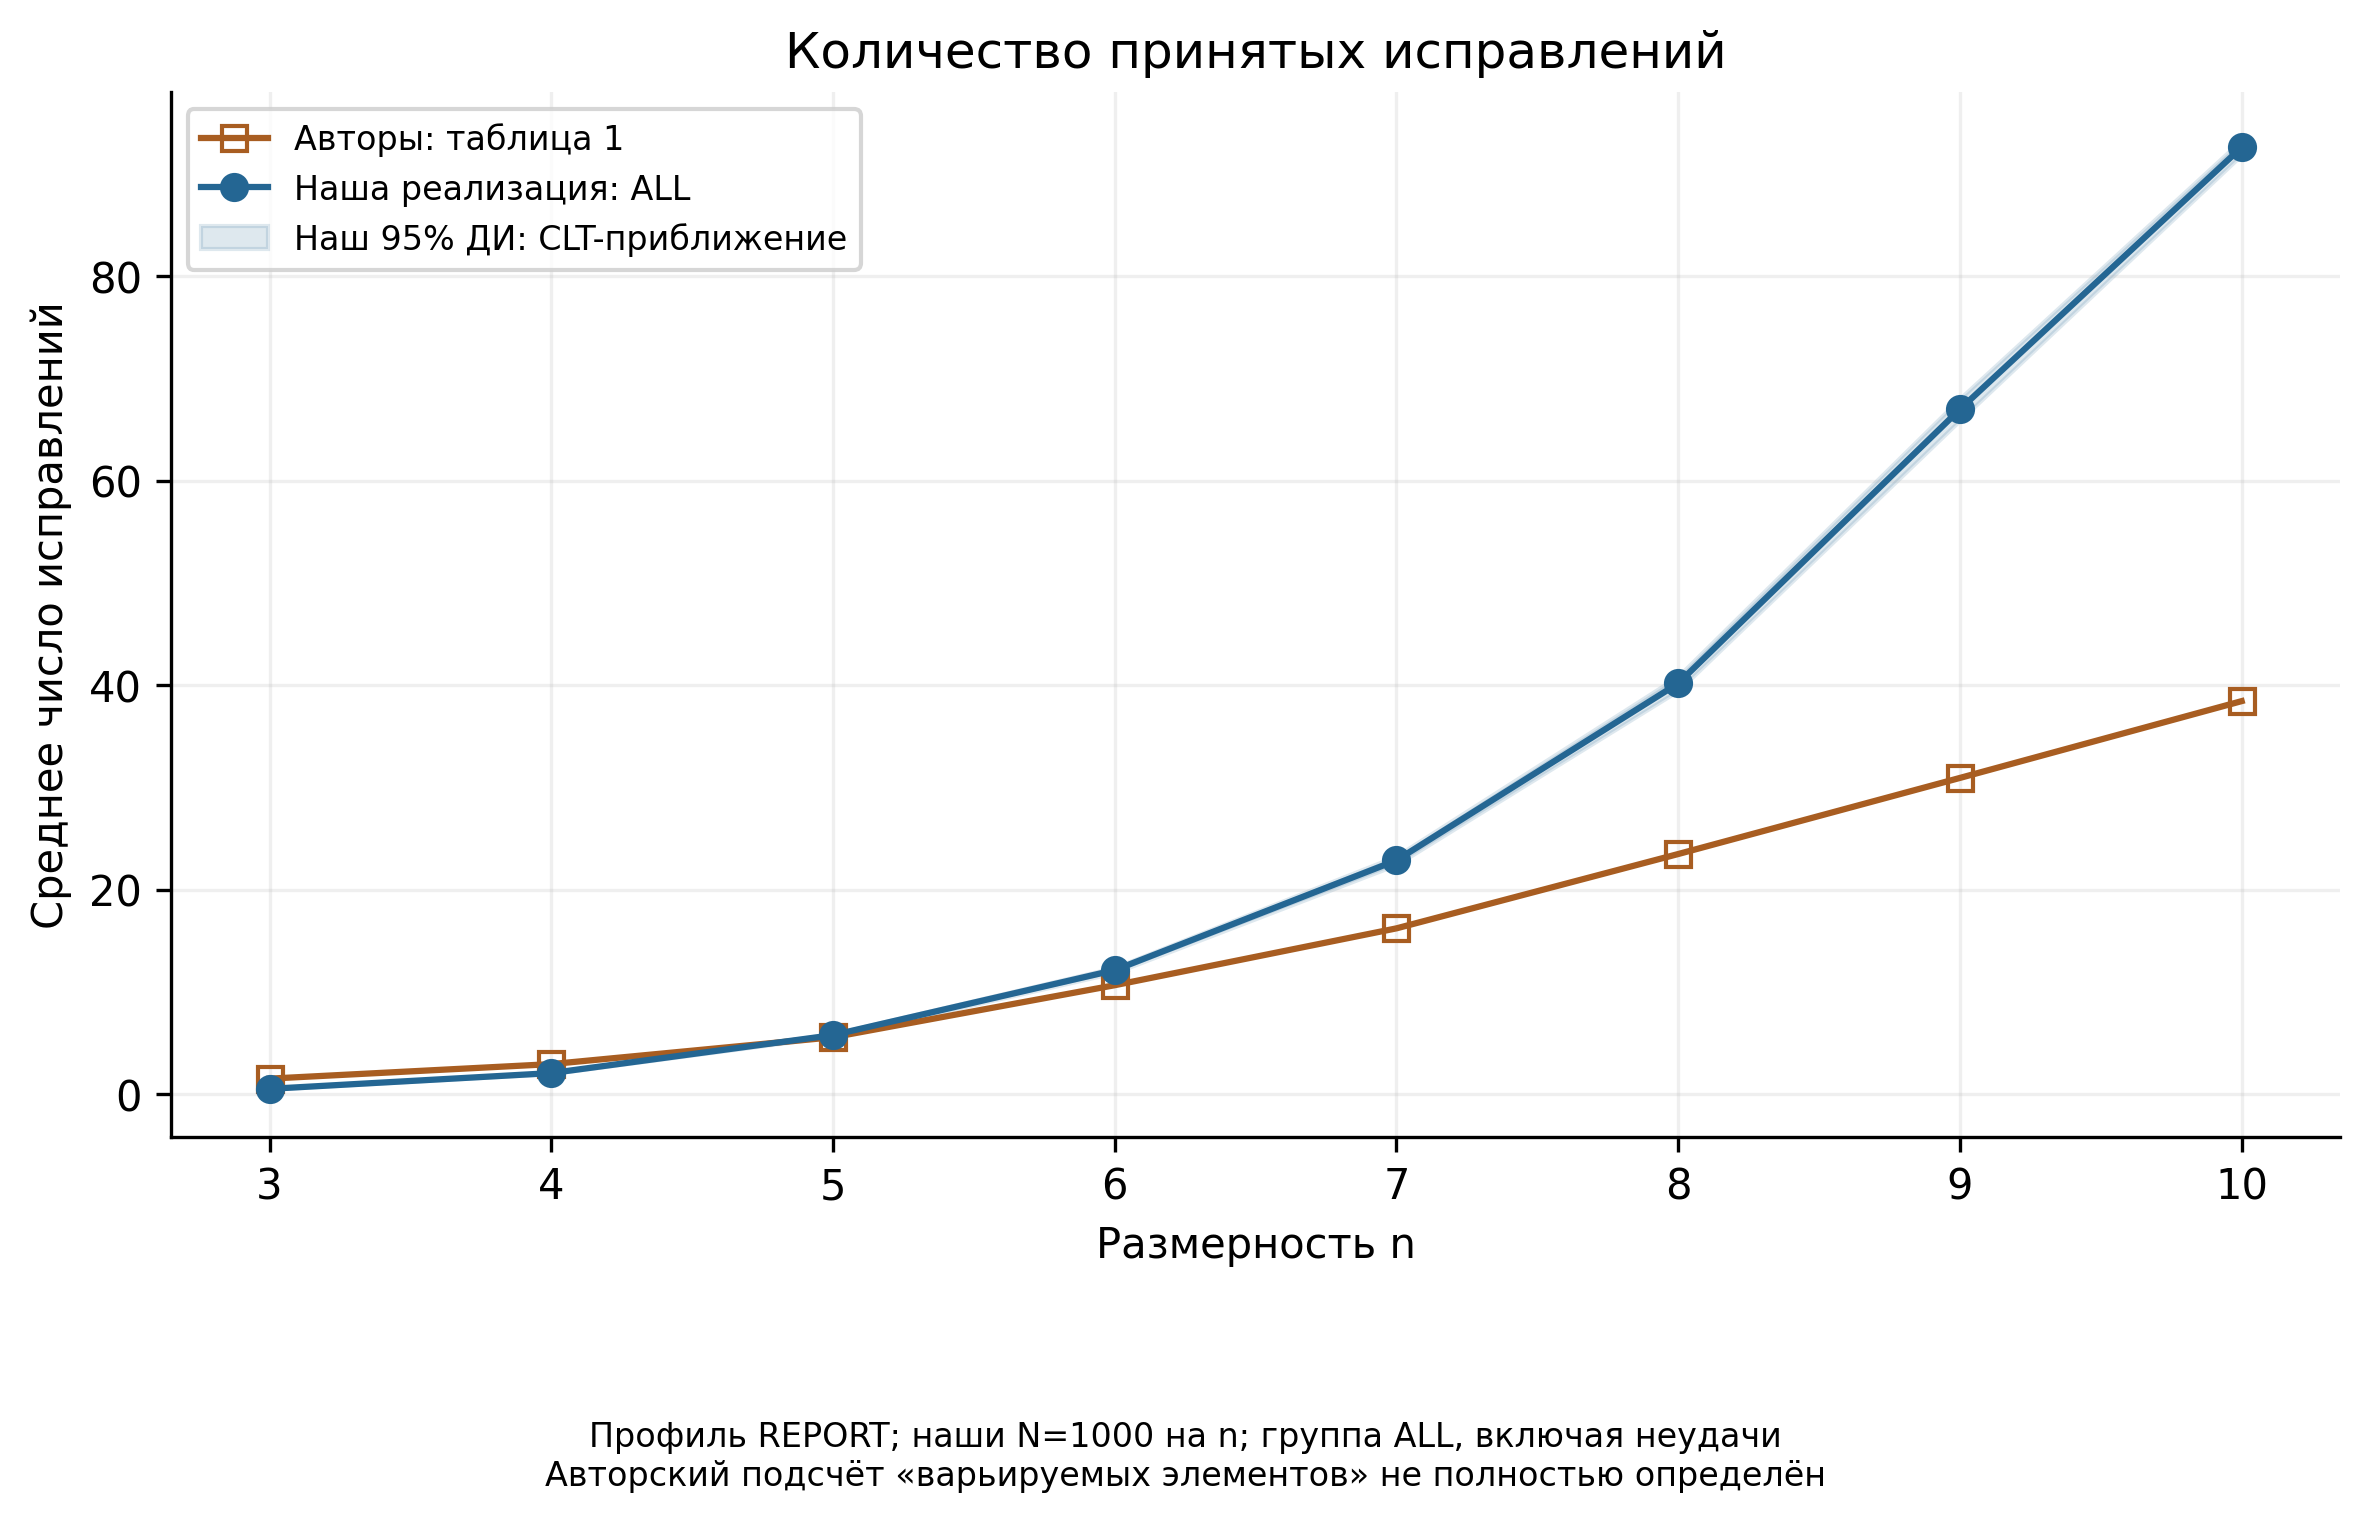 Количество принятых исправлений
Авторы: таблица 1
Наша реализация: ALL
Наш 95% ДИ: CLT-приближение
Среднее число исправлений
80
60
40
20
0
3 4 5 6 7 8 9 10
Размерность n
Профиль REPORT; наши N=1000 на n; группа ALL, включая неудачи
Авторский подсчёт «варьируемых элементов» не полностью определён